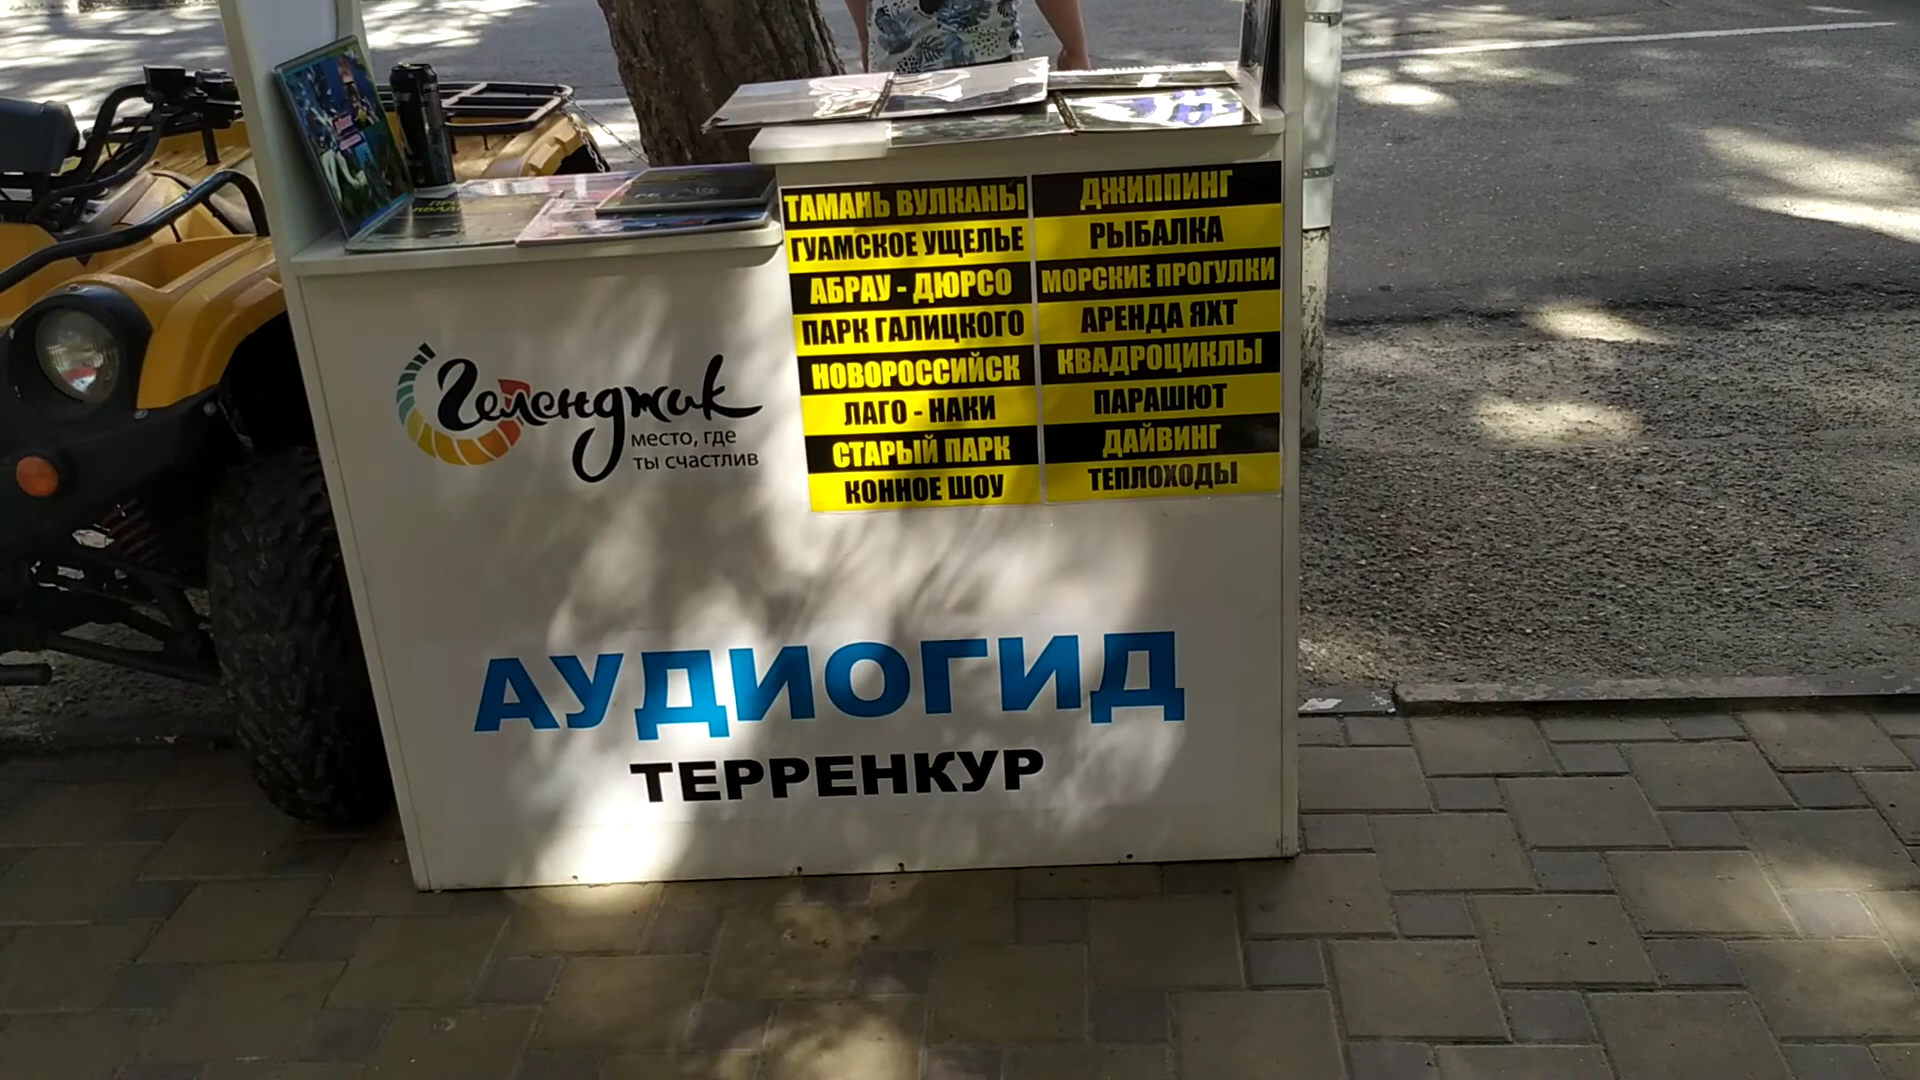 Геленджик
место, где
ты счастлив
ТАМАНЬ ВУЛКАНЫ
ГУАМСКОЕ УЩЕЛЬЕ
АБРАУ - ДЮРСО
ПАРК ГАЛИЦКОГО
НОВОРОССИЙСК
ЛАГО - НАКИ
СТАРЫЙ ПАРК
КОННОЕ ШОУ
ДЖИППИНГ
РЫБАЛКА
МОРСКИЕ ПРОГУЛКИ
АРЕНДА ЯХТ
КВАДРОЦИКЛЫ
ПАРАШЮТ
ДАЙВИНГ
ТЕПЛОХОДЫ
АУДИОГИД
ТЕРРЕНКУР